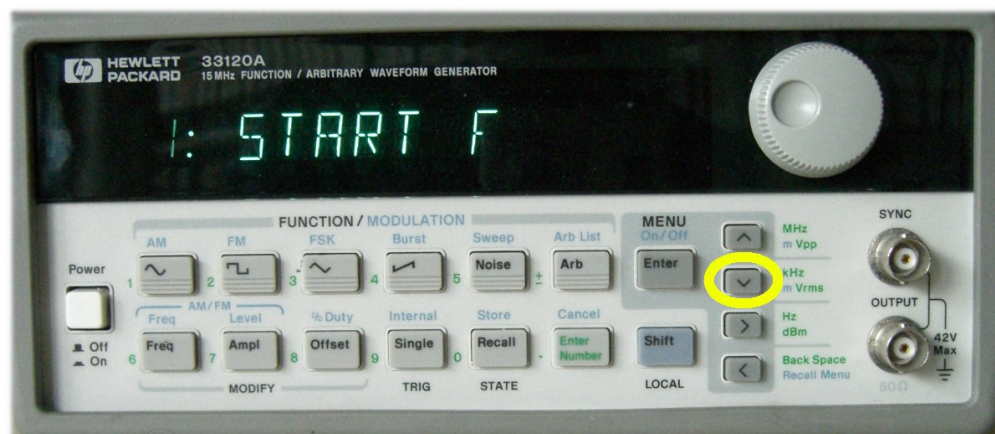 hp HEWLETT PACKARD
33120A
15 MHz FUNCTION / ARBITRARY WAVEFORM GENERATOR
1: START F
FUNCTION / MODULATION
AM FM FSK Burst Sweep Arb List
1 2 3 4 5 Noise ± Arb
MENU
On/Off
Enter
MHz
m Vpp
kHz
m Vrms
Hz
dBm
Back Space
Recall Menu
SYNC
OUTPUT
42V
Max
50Ω
Power
Off
On
AM/FM
Freq Level % Duty Internal Store Cancel
6 Freq 7 Ampl 8 Offset 9 Single 0 Recall . Enter Number
Shift
MODIFY TRIG STATE LOCAL